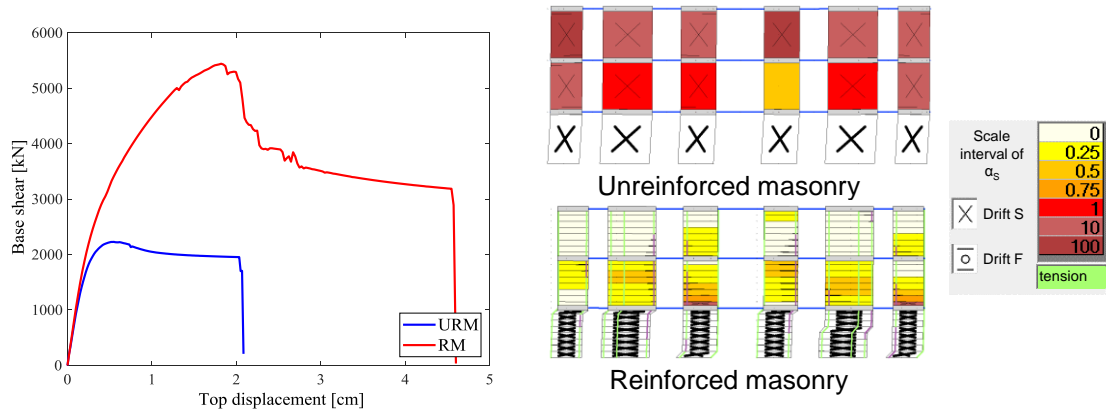 6000
5000
4000
3000
2000
1000
0
0
1
2
3
4
5
Base shear [kN]
Top displacement [cm]
URM
RM
Unreinforced masonry
Reinforced masonry
Scale
interval of
αS
Drift S
Drift F
0
0.25
0.5
0.75
1
10
100
tension